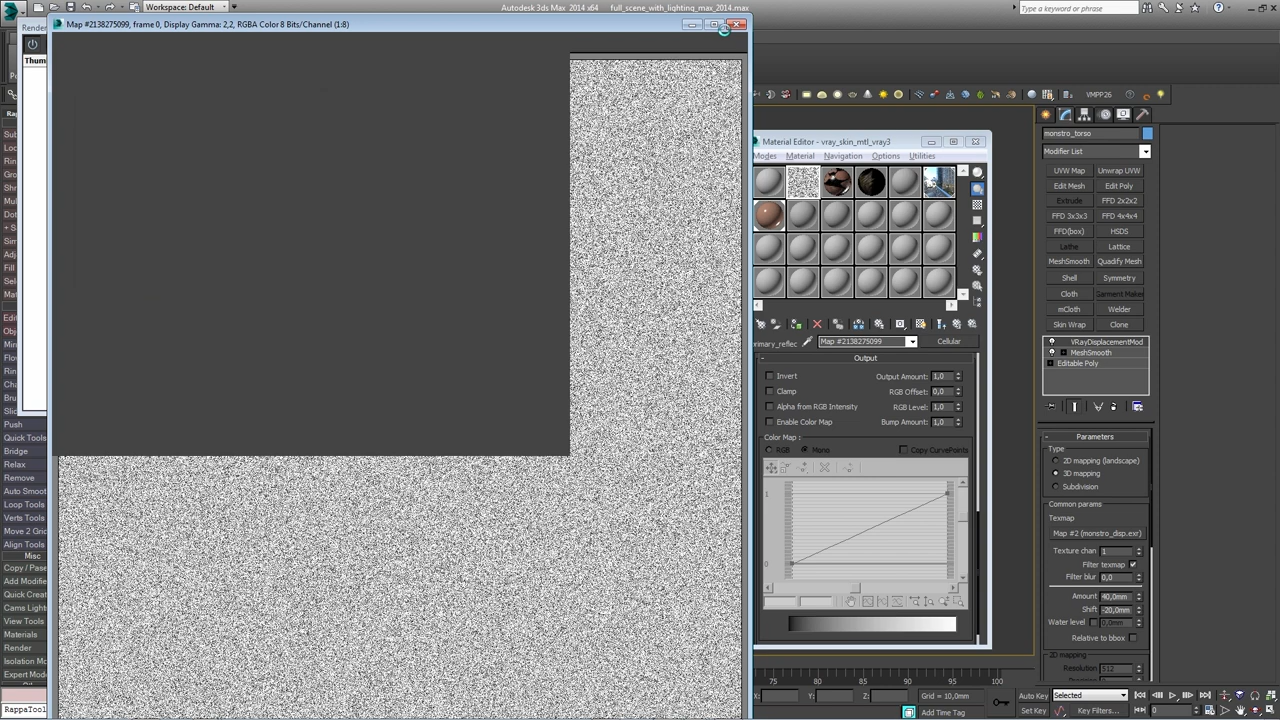 Workspace: Default
Autodesk 3ds Max 2014 x64 full_scene_with_lighting_max_2014.max
Type a keyword or phrase
Map #2138275099, frame 0, Display Gamma: 2,2, RGBA Color 8 Bits/Channel (1:8)
Render
Thum
Push
Quick Tools
Bridge
Relax
Remove
Auto Smoot
Loop Tools
Verts Tools
Move 2 Grid
Align Tools
Misc
Copy / Pase
Add Modifie
Quick Creat
Cams Light
View Tools
Materials
Render
Isolation M
Expert Mode
RappaTool
Material Editor - vray_skin_mtl_vray3
Modes Material Navigation Options Utilities
rimary_reflec Map #2138275099 Cellular
Output
Invert Output Amount: 1,0
Clamp RGB Offset: 0,0
Alpha from RGB Intensity RGB Level: 1,0
Enable Color Map Bump Amount: 1,0
Color Map :
RGB Mono Copy CurvePoints
1
0
VMPP26
monstro_torso
Modifier List
UVW Map Unwrap UVW
Edit Mesh Edit Poly
Extrude FFD 2x2x2
FFD 3x3x3 FFD 4x4x4
FFD(box) HSDS
Lathe Lattice
MeshSmooth Quadify Mesh
Shell Symmetry
Cloth Garment Maker
mCloth Welder
Skin Wrap Clone
VRayDisplacementMod
MeshSmooth
Editable Poly
Parameters
Type
2D mapping (landscape)
3D mapping
Subdivision
Common params
Texmap
Map #2 (monstro_disp.exr)
Texture chan 1
Filter texmap
Filter blur 0,0
Amount 40,0mm
Shift -20,0mm
Water level 0,0mm
Relative to bbox
2D mapping
Resolution 512
75 80 85 90 95 100
X: Y: Z: Grid = 10,0mm
Add Time Tag
Auto Key Selected
Set Key Key Filters... 0